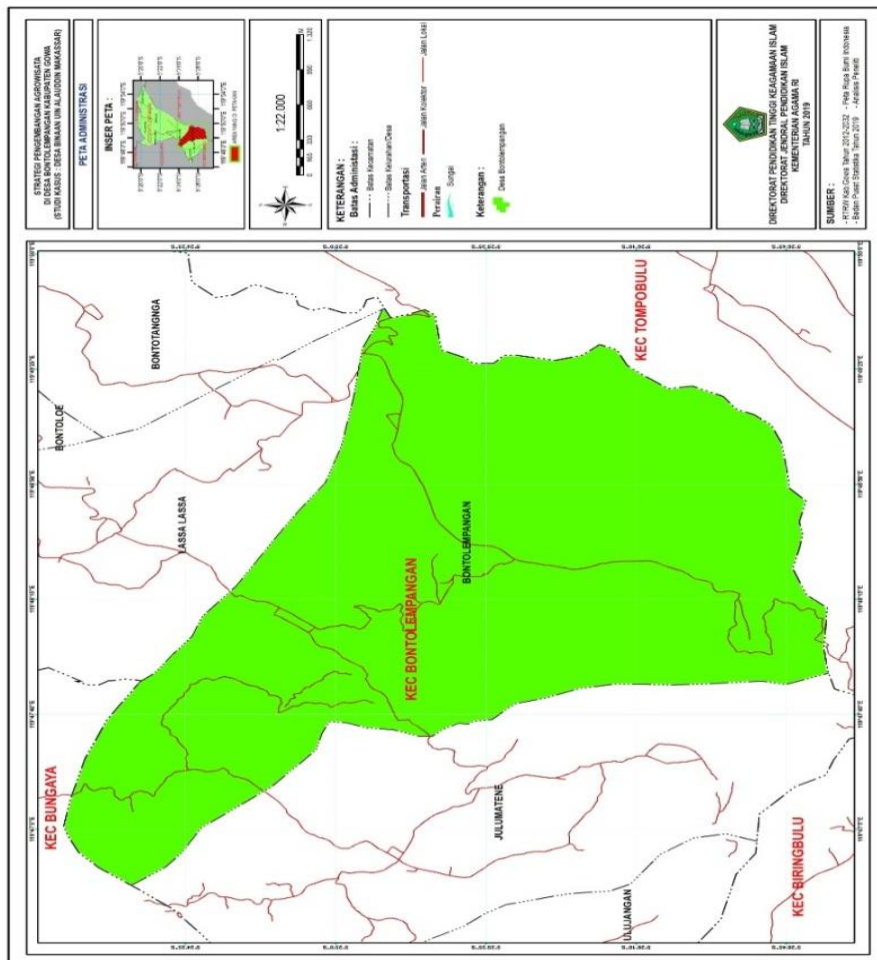 STRATEGI PENGEMBANGAN AGROWISATA
DI DESA BONTOLEMPANGAN KABUPATEN GOWA
(STUDI KASUS : DESA BINAAN UIN ALAUDDIN MAKASSAR)
PETA ADMINISTRASI
INSER PETA :
1:22.000
KETERANGAN :
Batas Administasi :
Batas Kecamatan
Batas Kelurahan/Desa
Transportasi
Jalan Arteri
Jalan Kolektor
Jalan Lokal
Perairan
Sungai
Keterangan :
Desa Bontolempangan
DIREKTORAT PENDIDIKAN TINGGI KEAGAMAAN ISLAM
DIREKTORAT JENDRAL PENDIDIKAN ISLAM
KEMENTERIAN AGAMA RI
TAHUN 2019
SUMBER :
- RTRW Kab Gowa Tahun 2012-2032
- Peta Rupa Bumi Indonesia
- Badan Pusat Statistika Tahun 2019
- Analisis Peneliti
KEC BUNGAYA
BONTOLOE
BONTOTANGNGA
LASSA LASSA
KEC BONTOLEMPANGAN
BONTOLEMPANGAN
JULUMATENE
KEC TOMPOBULU
ULUJANGAN
KEC BIRINGBULU